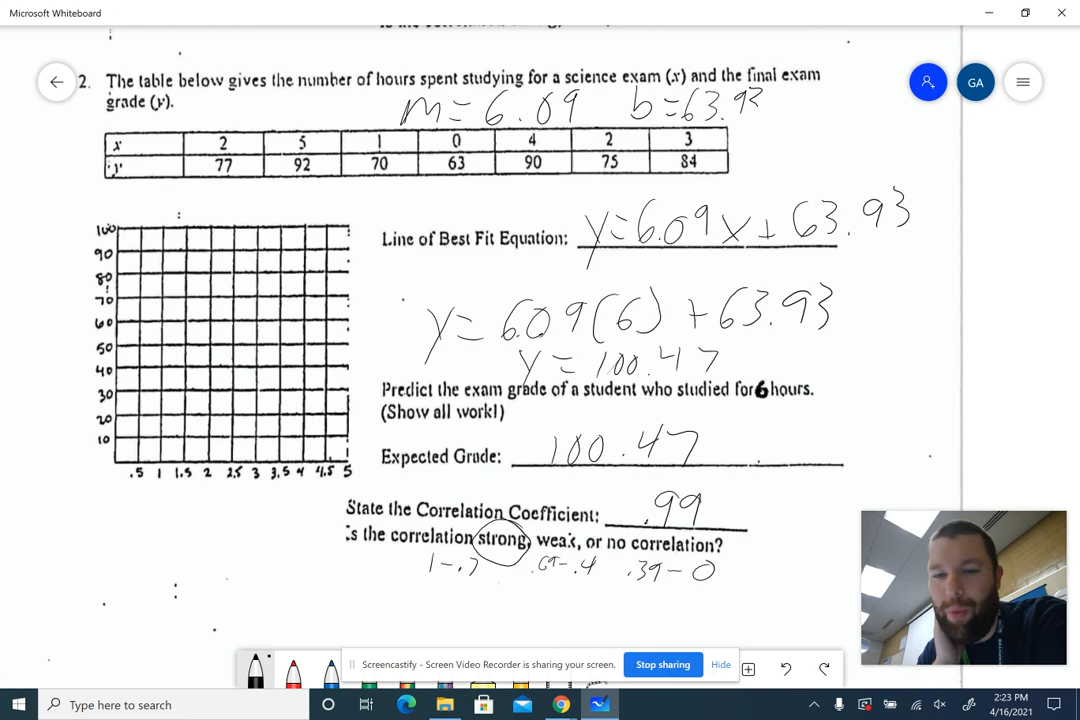 Microsoft Whiteboard
2. The table below gives the number of hours spent studying for a science exam (x) and the final exam
grade (y).
m=6.09 b=63.93
x 2 5 1 0 4 2 3
y 77 92 70 63 90 75 84
GA
Line of Best Fit Equation: y=6.09x+63.93
y=6.09(6)+63.93
y=100.47
Predict the exam grade of a student who studied for 6 hours.
(Show all work!)
Expected Grade: 100.47
100
90
80
70
60
50
40
30
20
10
.5 1 1.5 2 2.5 3 3.5 4 4.5 5
State the Correlation Coefficient: .99
Is the correlation strong, weak, or no correlation?
1-.7 .69-.4 .39-0
Screencastify - Screen Video Recorder is sharing your screen.
Stop sharing
Hide
Type here to search
2:23 PM
4/16/2021